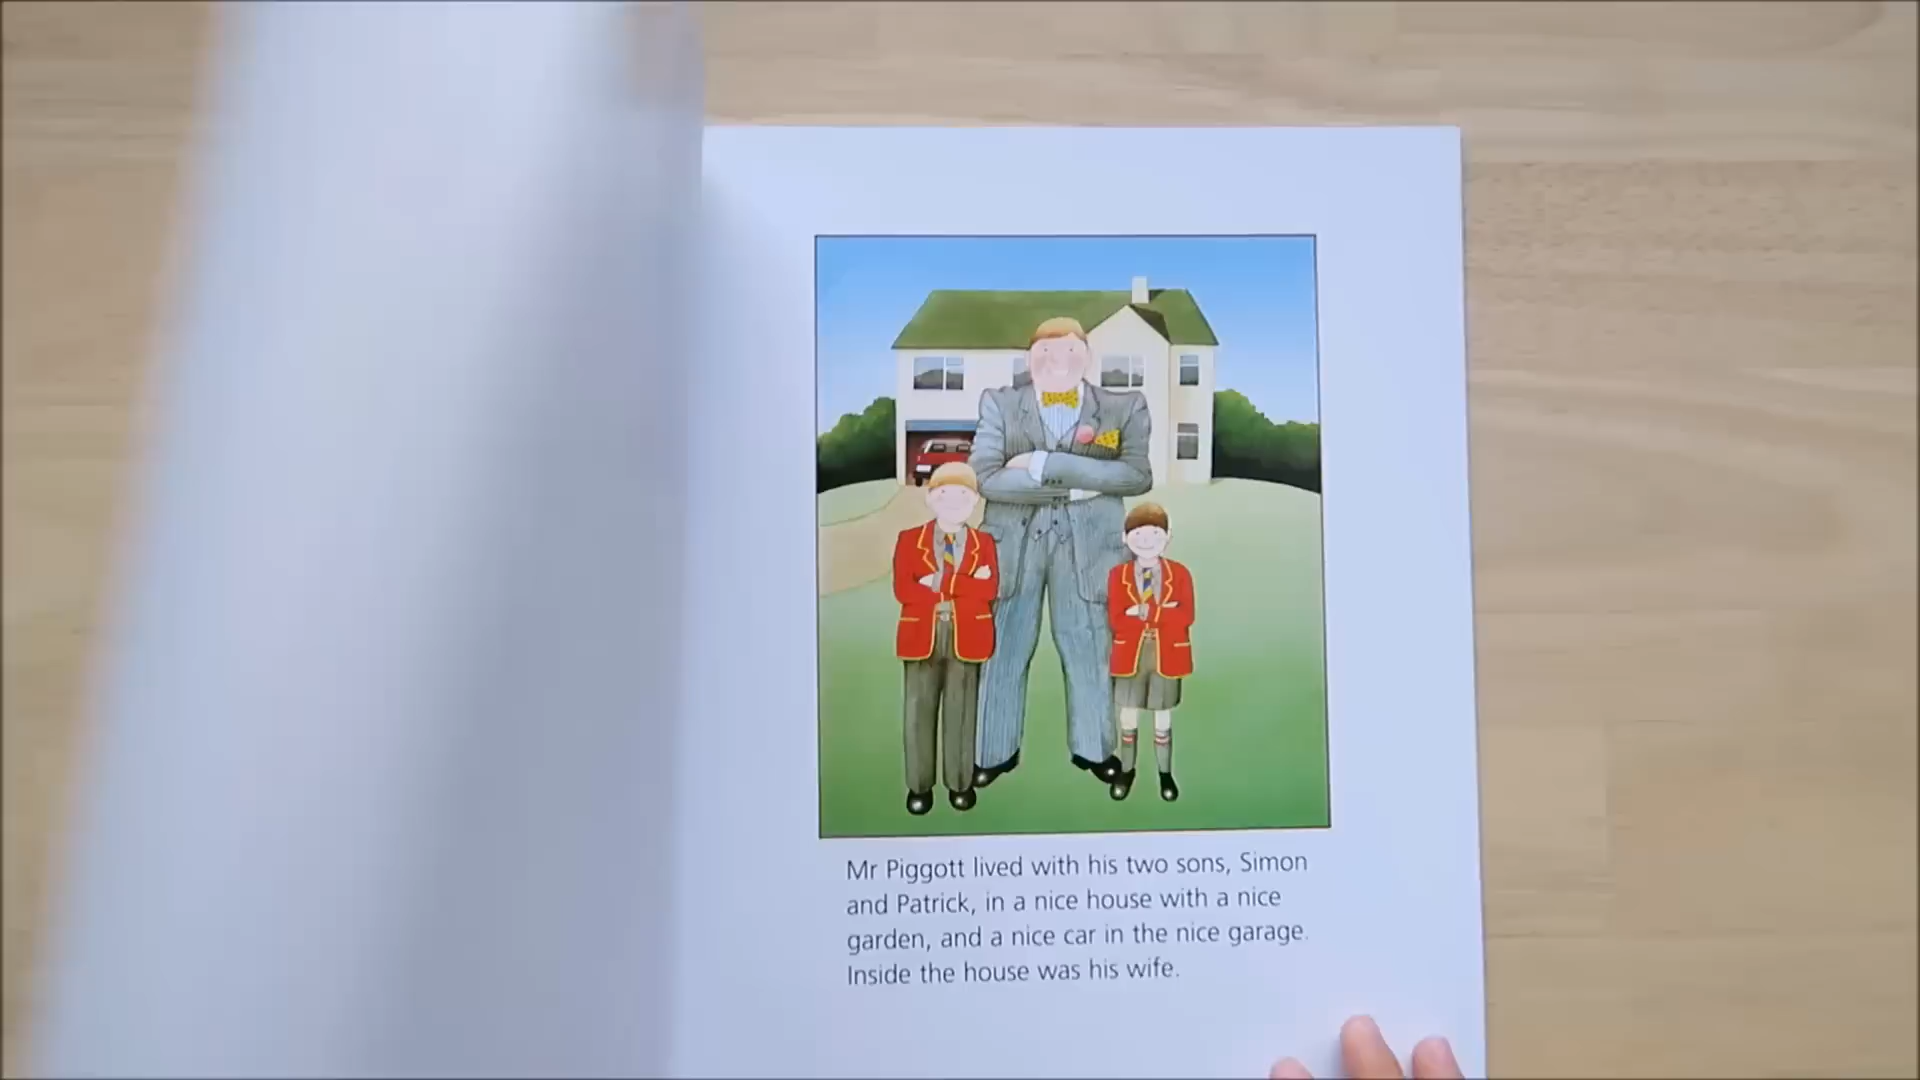 Mr Piggott lived with his two sons, Simon
and Patrick, in a nice house with a nice
garden, and a nice car in the nice garage.
Inside the house was his wife.